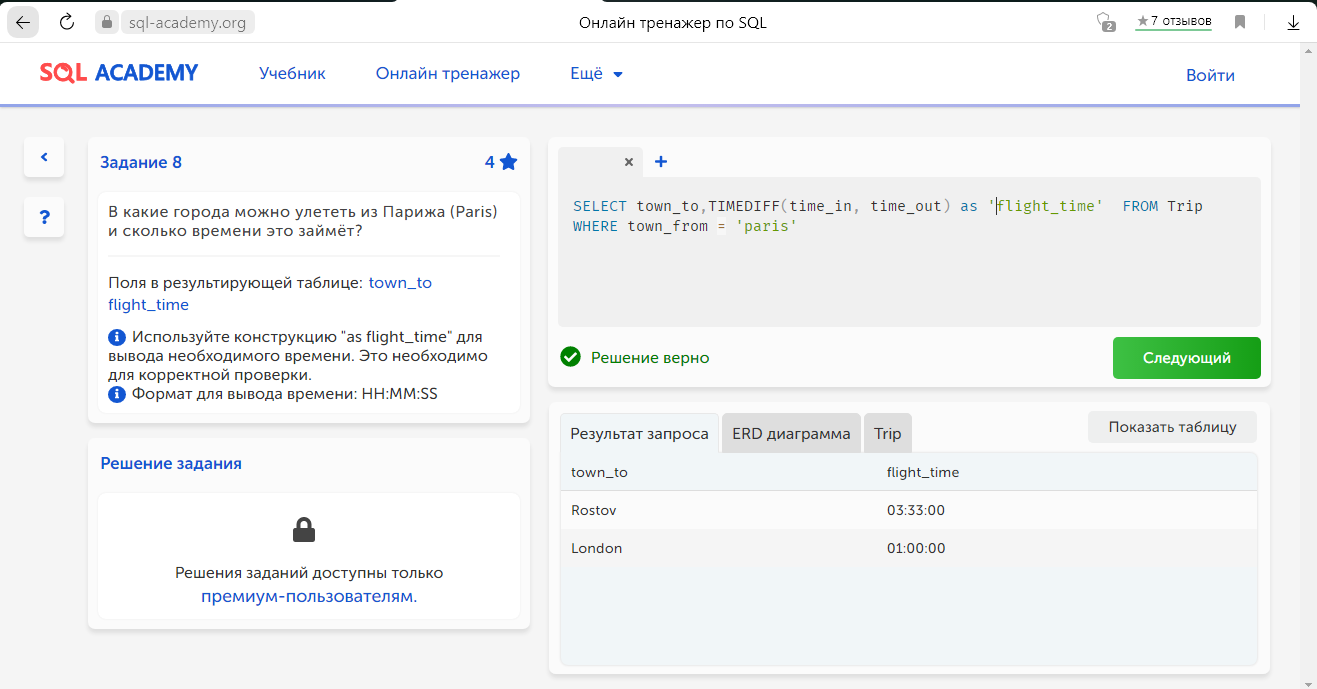 sql-academy.org
Онлайн тренажер по SQL
2
★ 7 отзывов
SQL ACADEMY
Учебник
Онлайн тренажер
Ещё
Войти
Задание 8
4
В какие города можно улететь из Парижа (Paris)
и сколько времени это займёт?
Поля в результирующей таблице: town_to
flight_time
Используйте конструкцию "as flight_time" для
вывода необходимого времени. Это необходимо
для корректной проверки.
Формат для вывода времени: HH:MM:SS
?
Решение задания
Решения заданий доступны только
премиум-пользователям.
× +
SELECT town_to,TIMEDIFF(time_in, time_out) as 'flight_time'  FROM Trip
WHERE town_from = 'paris'
Решение верно
Следующий
Результат запроса
ERD диаграмма
Trip
Показать таблицу
town_to flight_time
Rostov 03:33:00
London 01:00:00